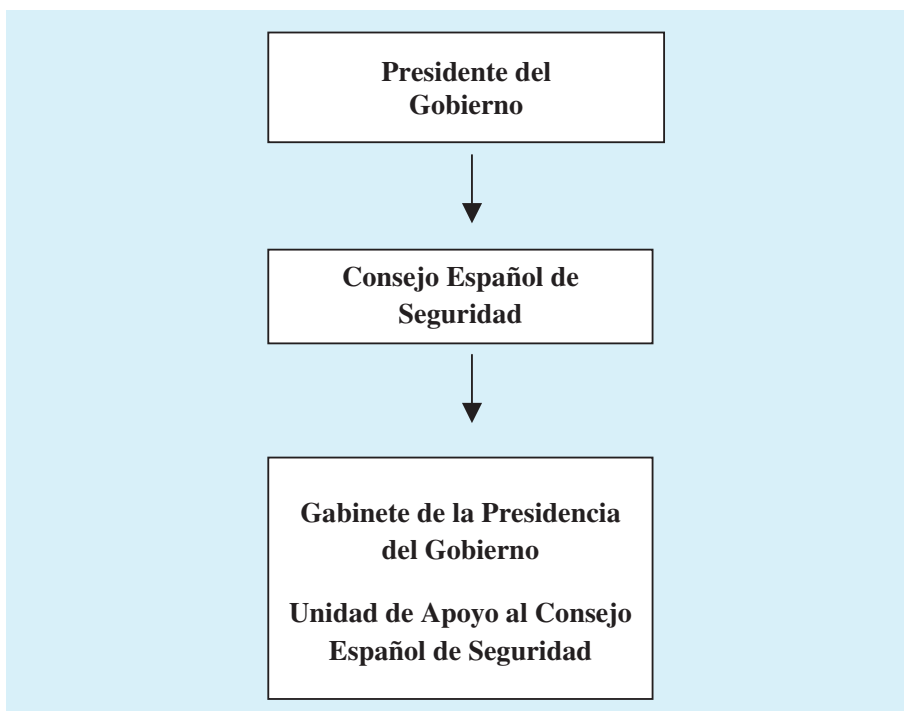 Presidente del
Gobierno
Consejo Español de
Seguridad
Gabinete de la Presidencia
del Gobierno
Unidad de Apoyo al Consejo
Español de Seguridad